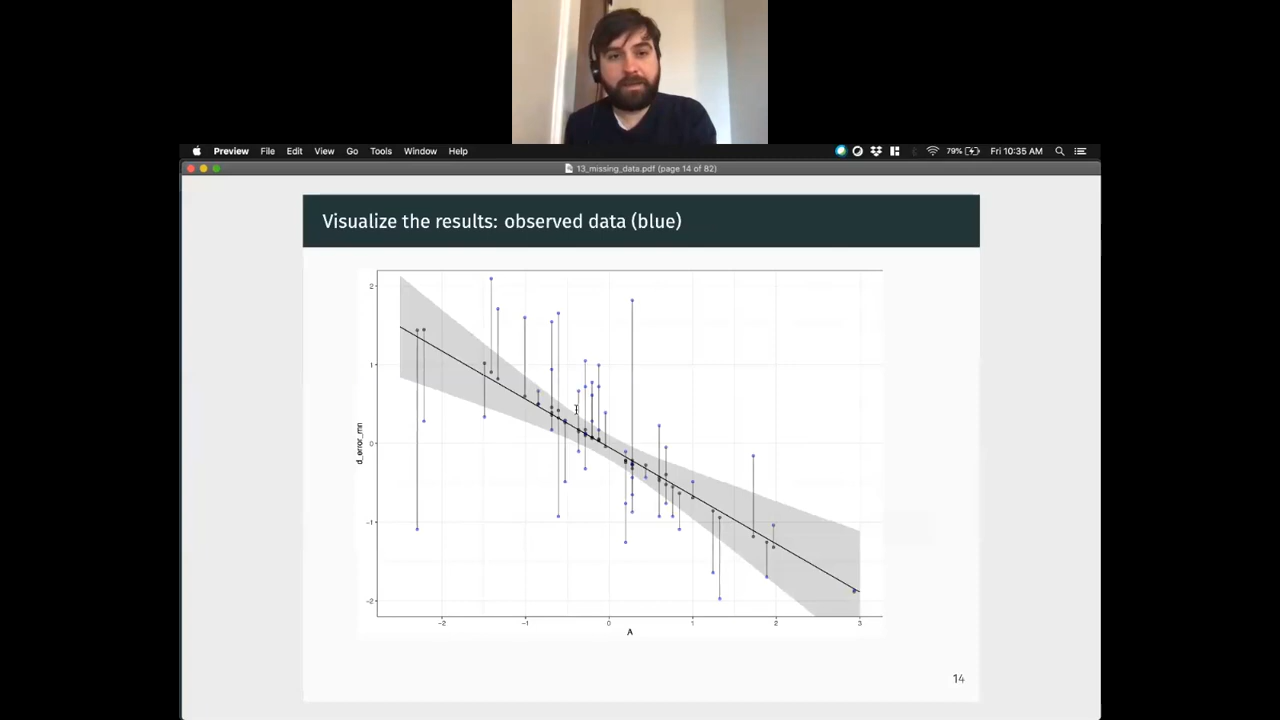 Preview File Edit View Go Tools Window Help 79% Fri 10:35 AM
13_missing_data.pdf (page 14 of 82)
Visualize the results: observed data (blue)
2
1
0
-1
-2
d_error_mn
-2 -1 0 1 2 3
A
14